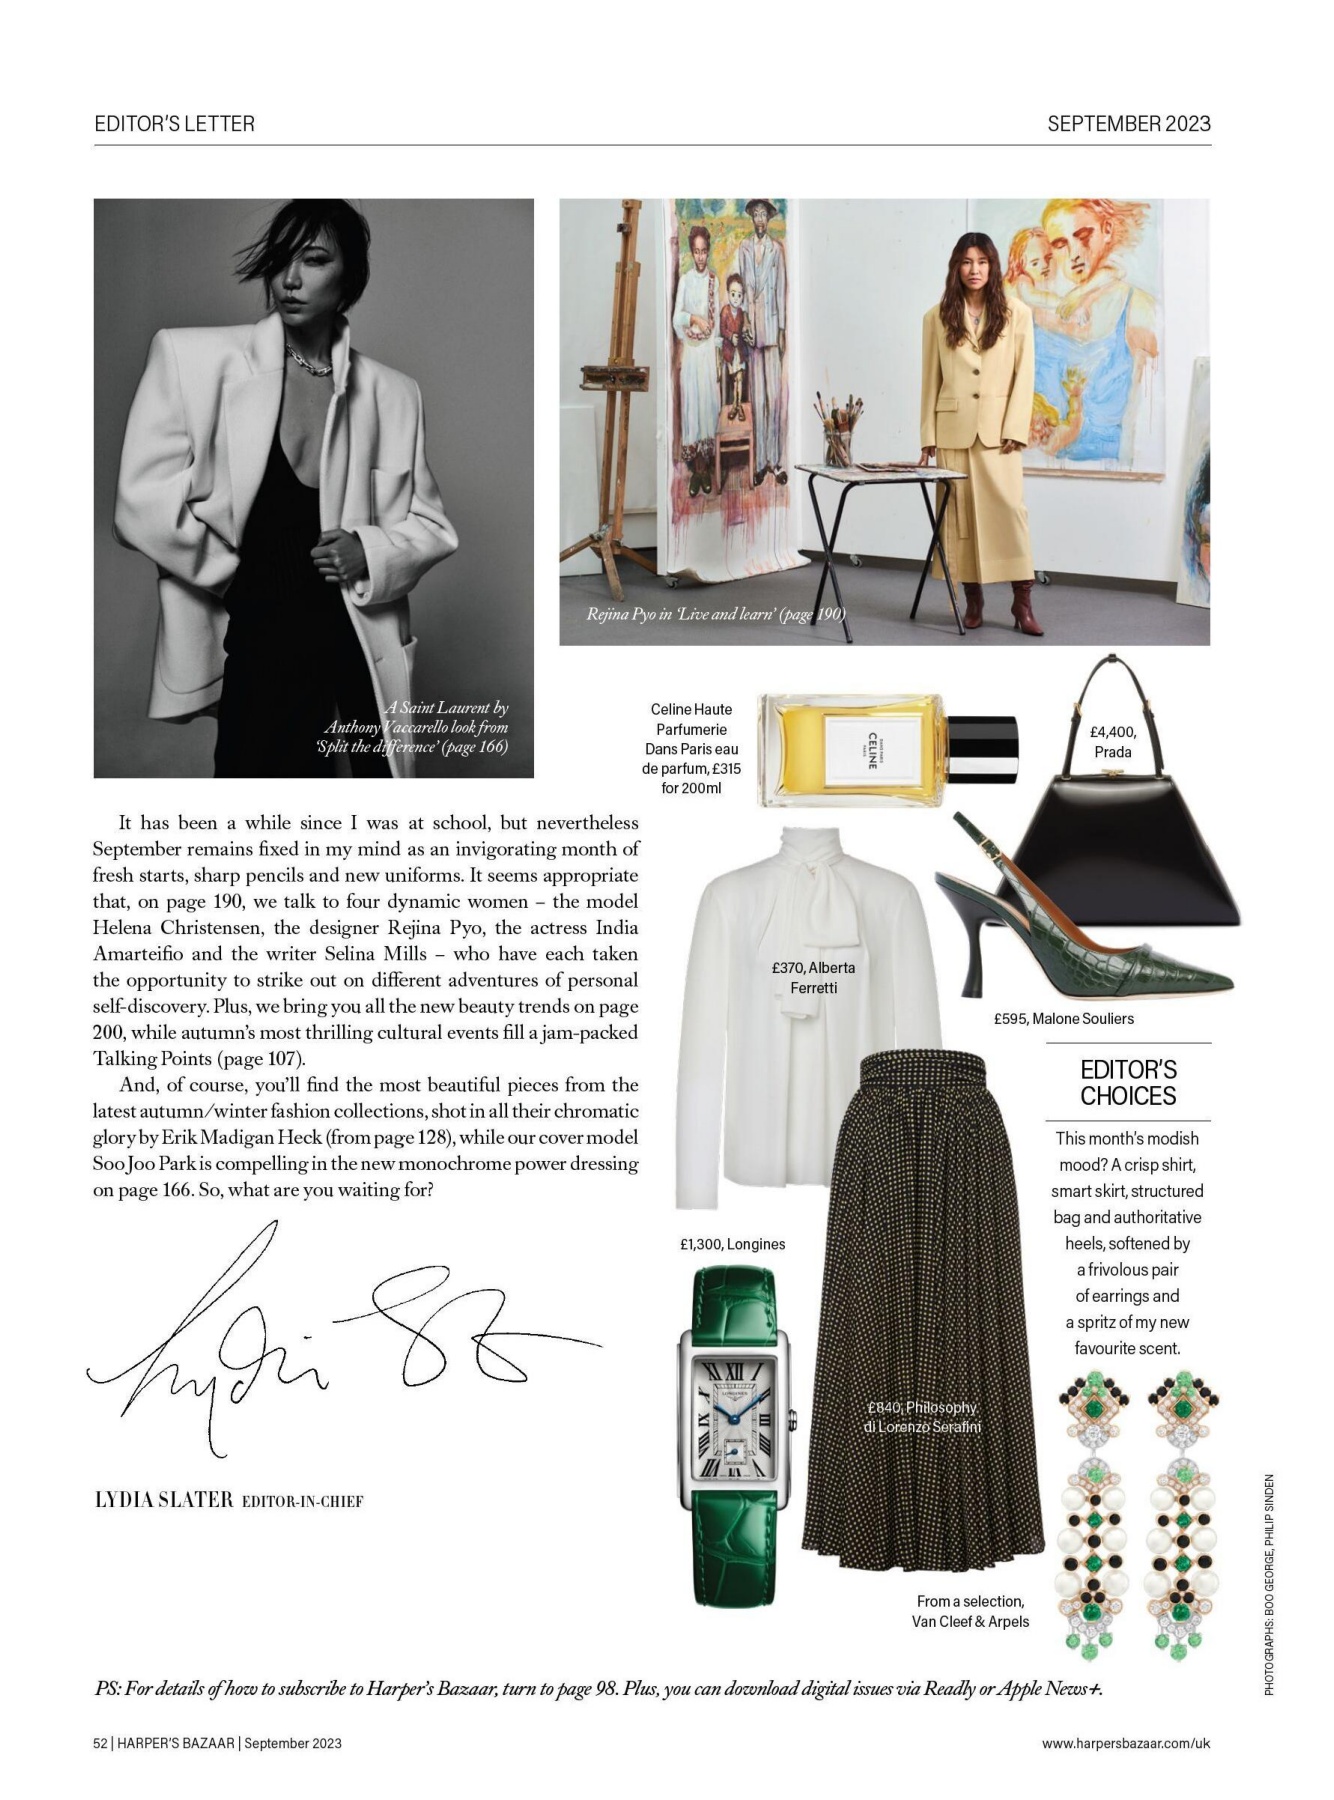 EDITOR'S LETTER
SEPTEMBER 2023
A Saint Laurent by
Anthony Vaccarello look from
'Split the difference' (page 166)
Rejina Pyo in 'Live and learn' (page 190)
It has been a while since I was at school, but nevertheless
September remains fixed in my mind as an invigorating month of
fresh starts, sharp pencils and new uniforms. It seems appropriate
that, on page 190, we talk to four dynamic women – the model
Helena Christensen, the designer Rejina Pyo, the actress India
Amarteifio and the writer Selina Mills – who have each taken
the opportunity to strike out on different adventures of personal
self-discovery. Plus, we bring you all the new beauty trends on page
200, while autumn's most thrilling cultural events fill a jam-packed
Talking Points (page 107).
And, of course, you'll find the most beautiful pieces from the
latest autumn/winter fashion collections, shot in all their chromatic
glory by Erik Madigan Heck (from page 128), while our cover model
Soo Joo Park is compelling in the new monochrome power dressing
on page 166. So, what are you waiting for?
LYDIA SLATER EDITOR-IN-CHIEF
Celine Haute
Parfumerie
Dans Paris eau
de parfum, £315
for 200ml
DANS PARIS
CELINE
PARIS
£4,400,
Prada
£370, Alberta
Ferretti
£595, Malone Souliers
EDITOR'S
CHOICES
This month's modish
mood? A crisp shirt,
smart skirt, structured
bag and authoritative
heels, softened by
a frivolous pair
of earrings and
a spritz of my new
favourite scent.
£1,300, Longines
LONGINES
£840, Philosophy
di Lorenzo Serafini
From a selection,
Van Cleef & Arpels
PHOTOGRAPHS: BOO GEORGE, PHILIP SINDEN
PS: For details of how to subscribe to Harper's Bazaar, turn to page 98. Plus, you can download digital issues via Readly or Apple News+.
52 | HARPER'S BAZAAR | September 2023
www.harpersbazaar.com/uk